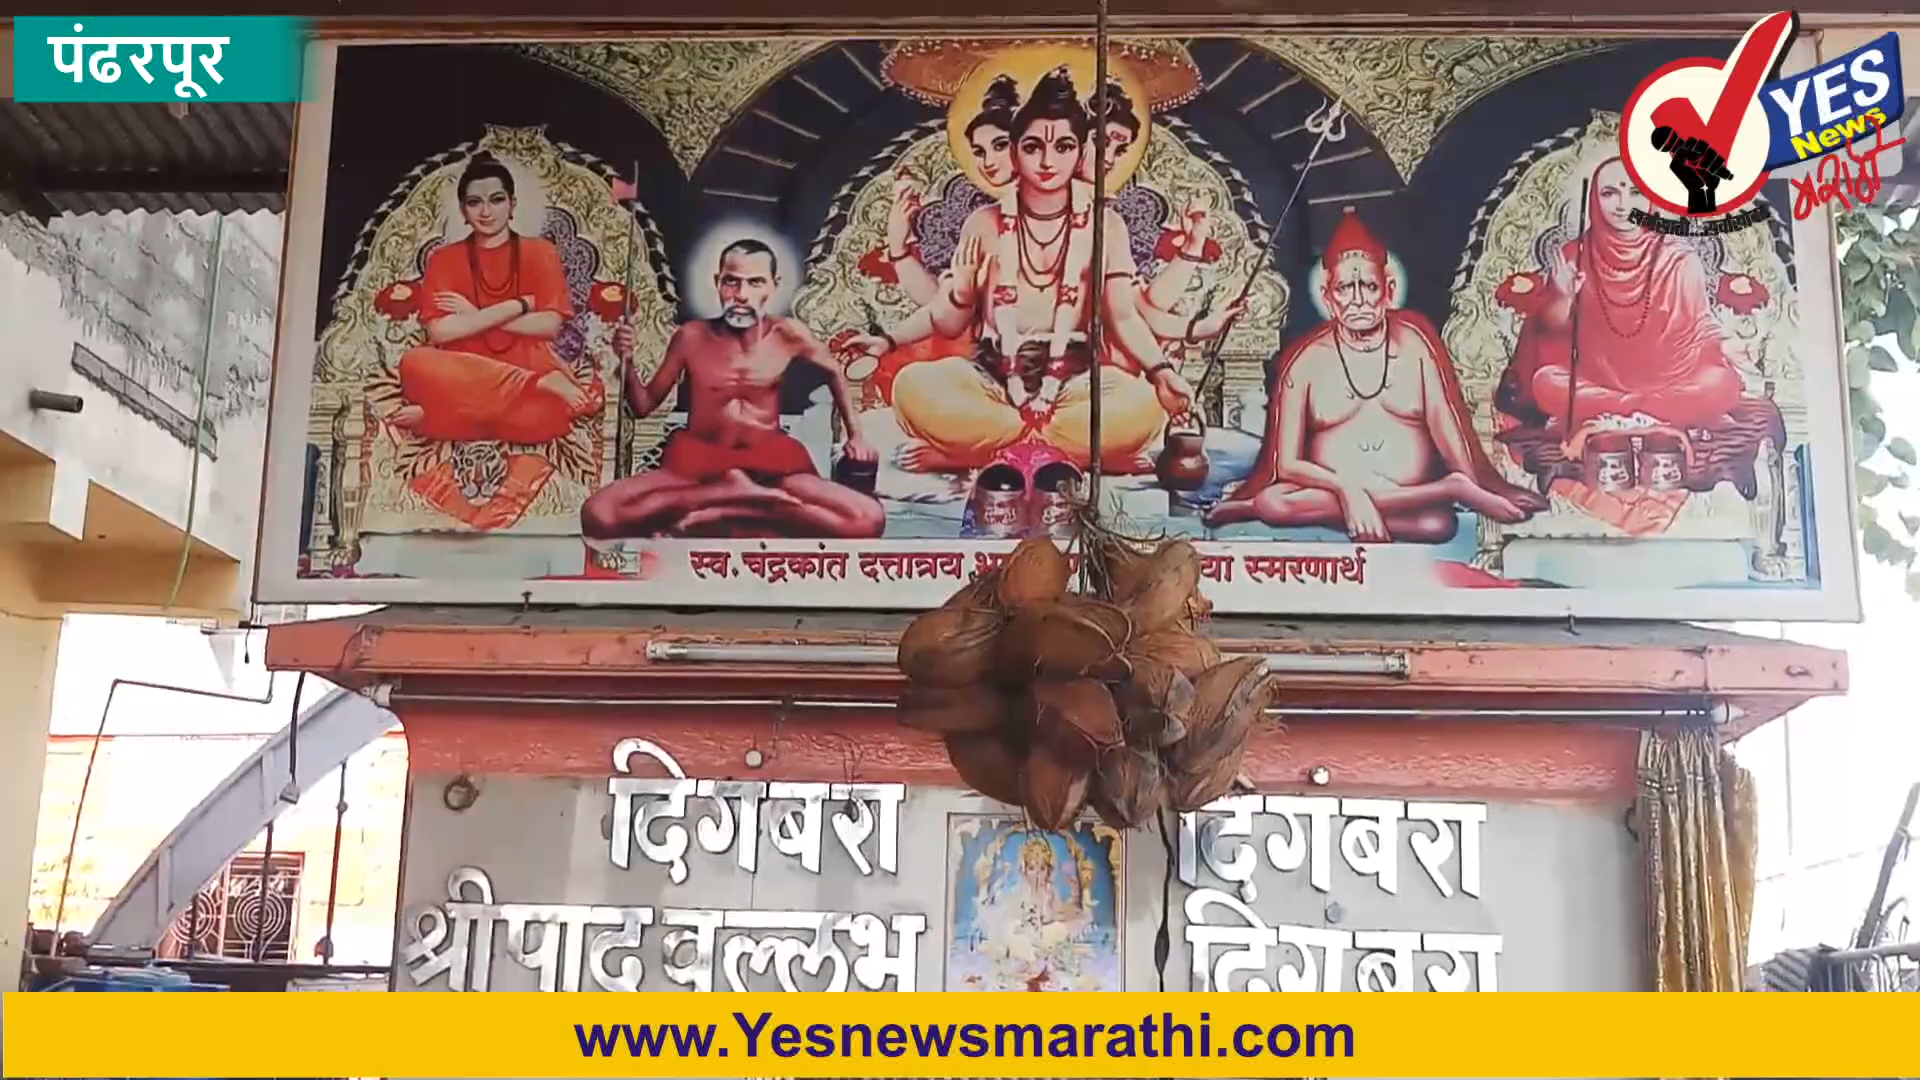 पंढरपूर
YES
News
मराठी
स्व. चंद्रकांत दत्तात्रय स्मरणार्थ
दिगंबरा दिगंबरा
श्रीपाद वल्लभ दिगंबरा
www.Yesnewsmarathi.com